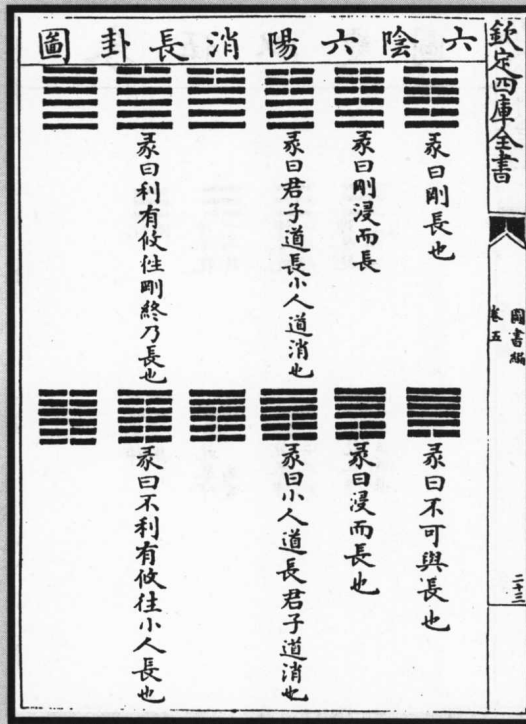 欽定四庫全書
圖書編
卷五
二十三
六陰六陽消長卦圖
彖曰剛長也
彖曰剛浸而長
彖曰君子道長小人道消也
彖曰利有攸往剛終乃長也
彖曰不可與長也
彖曰浸而長也
彖曰小人道長君子道消也
彖曰不利有攸往小人長也